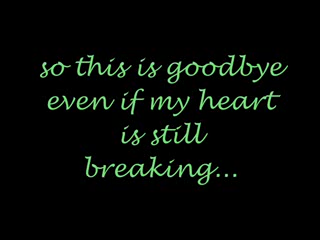 so this is goodbye
even if my heart
is still
breaking...